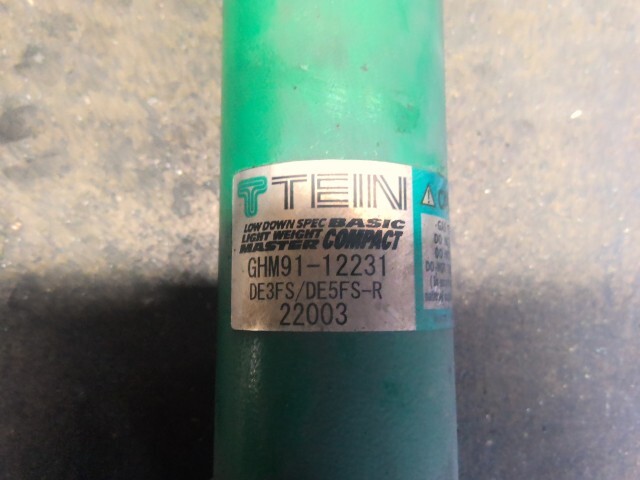 TEIN
LOW DOWN SPEC BASIC
LIGHT WEIGHT
MASTER COMPACT
GHM91-12231
DE3FS/DE5FS-R
22003